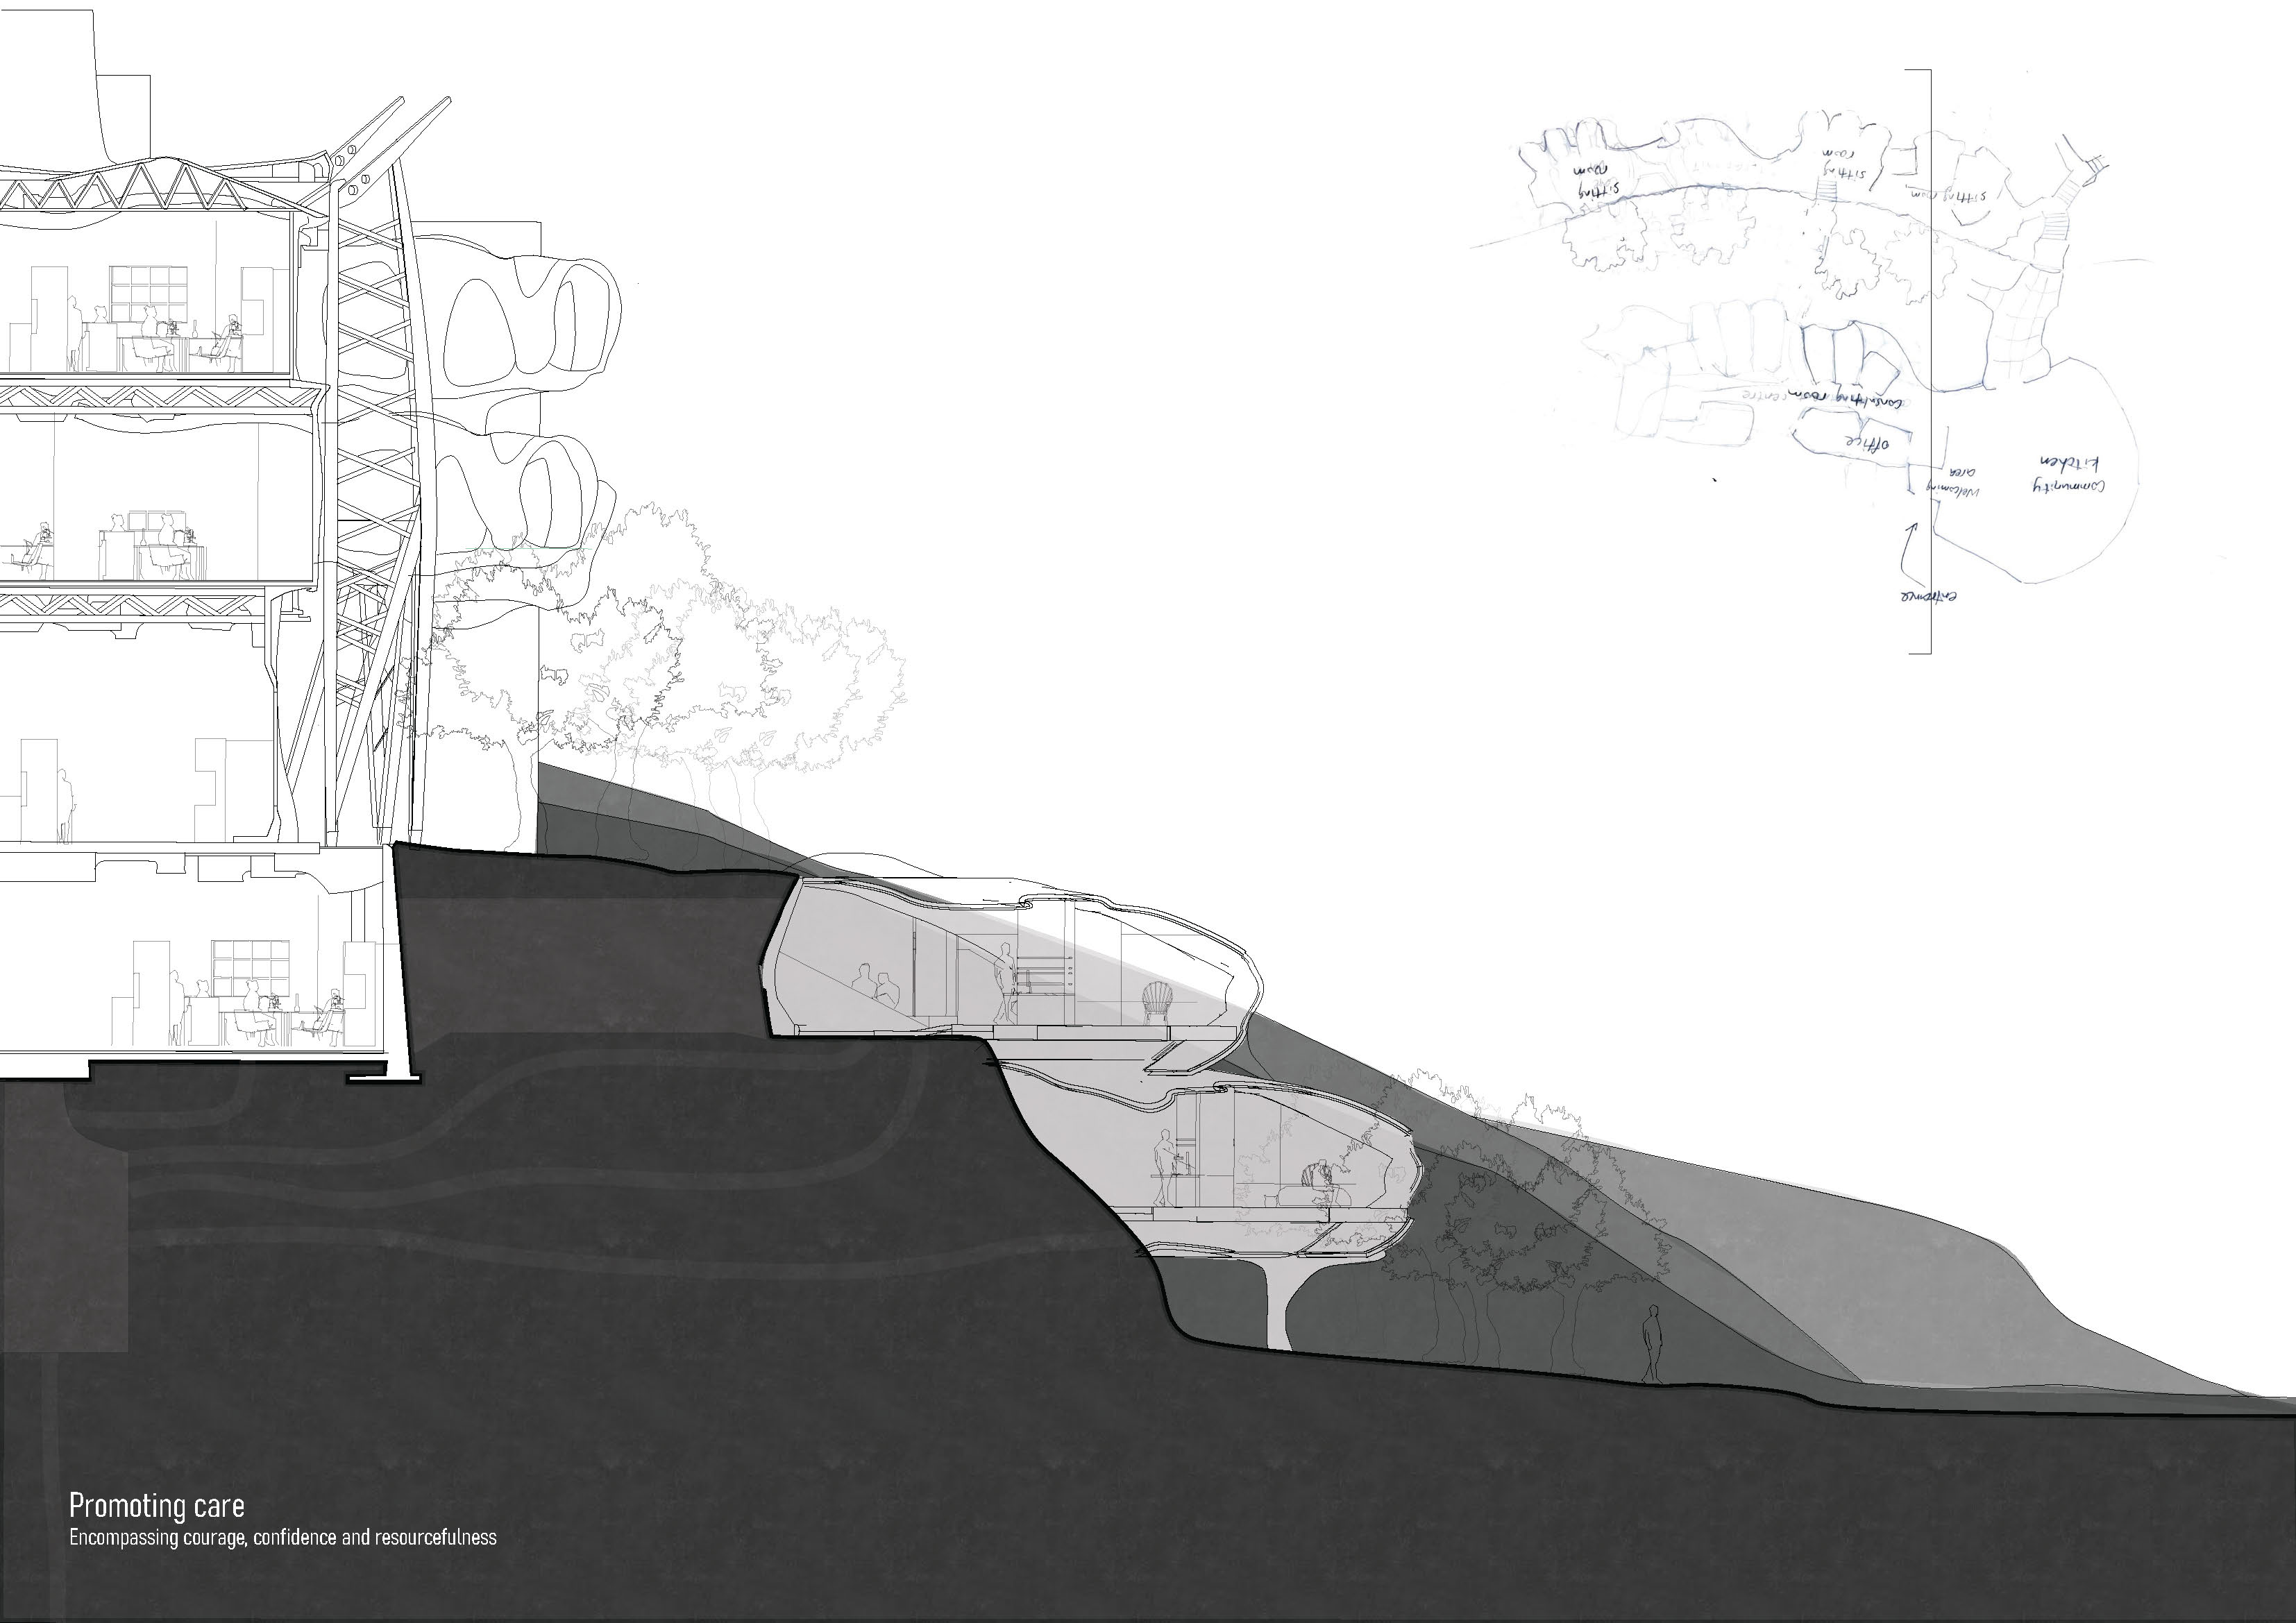 sitting
room
sitting
room
sitting room
consulting room
centre
office
welcoming
area
community
kitchen
entrance
Promoting care
Encompassing courage, confidence and resourcefulness